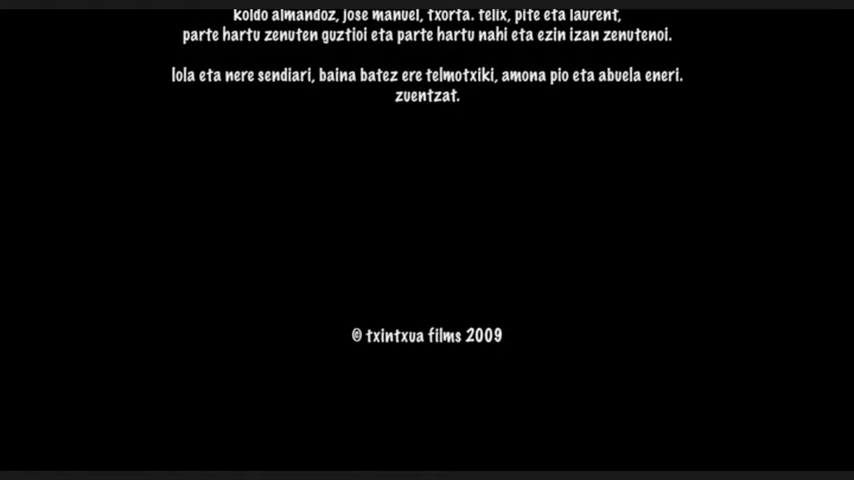 koldo almandoz, jose manuel, txorta. felix, pite eta laurent,
parte hartu zenuten guztioi eta parte hartu nahi eta ezin izan zenutenoi.
lola eta nere sendiari, baina batez ere telmotxiki, amona pio eta abuela eneri.
zuentzat.
© txintxua films 2009